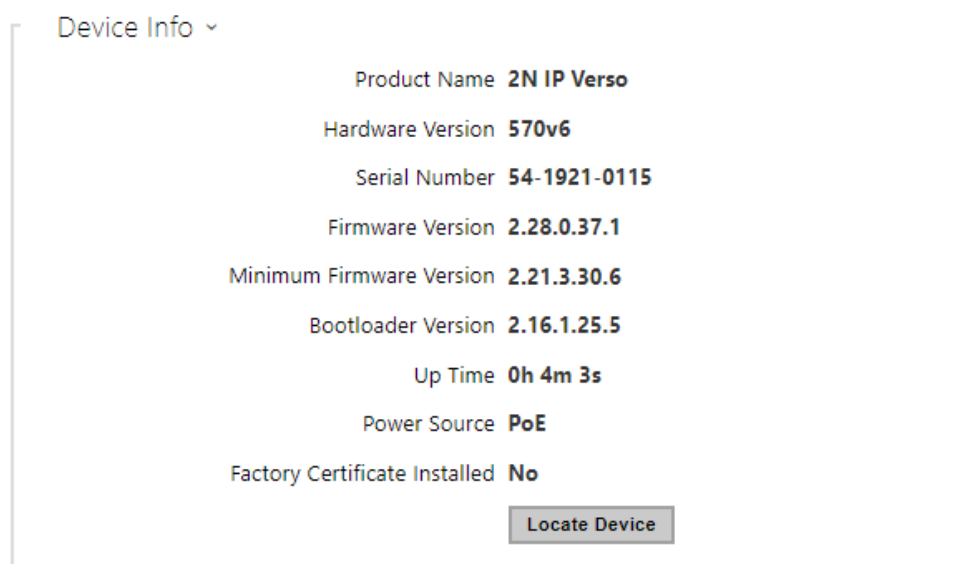 Device Info
Product Name 2N IP Verso
Hardware Version 570v6
Serial Number 54-1921-0115
Firmware Version 2.28.0.37.1
Minimum Firmware Version 2.21.3.30.6
Bootloader Version 2.16.1.25.5
Up Time 0h 4m 3s
Power Source PoE
Factory Certificate Installed No
Locate Device